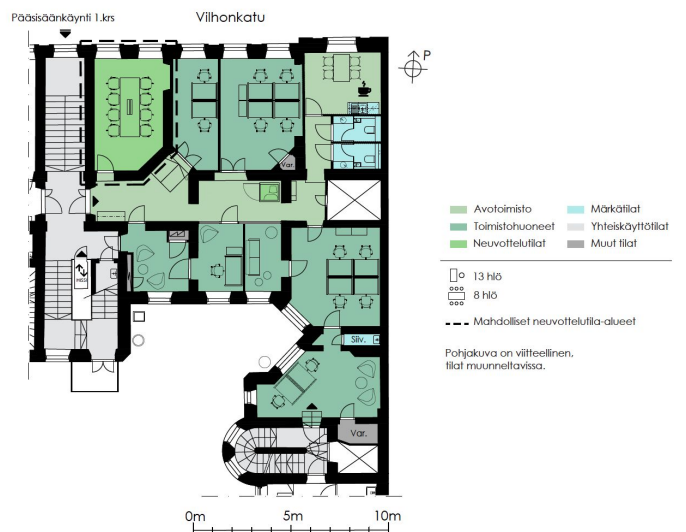 Pääsisäänkäynti 1.krs
Vilhonkatu
P
Var.
HISSI
Siiv.
Var.
Avotoimisto
Toimistohuoneet
Neuvottelutilat
Märkätilat
Yhteiskäyttötilat
Muut tilat
13 hlö
8 hlö
Mahdolliset neuvottelutila-alueet
Pohjakuva on viitteellinen,
tilat muunneltavissa.
0m
5m
10m